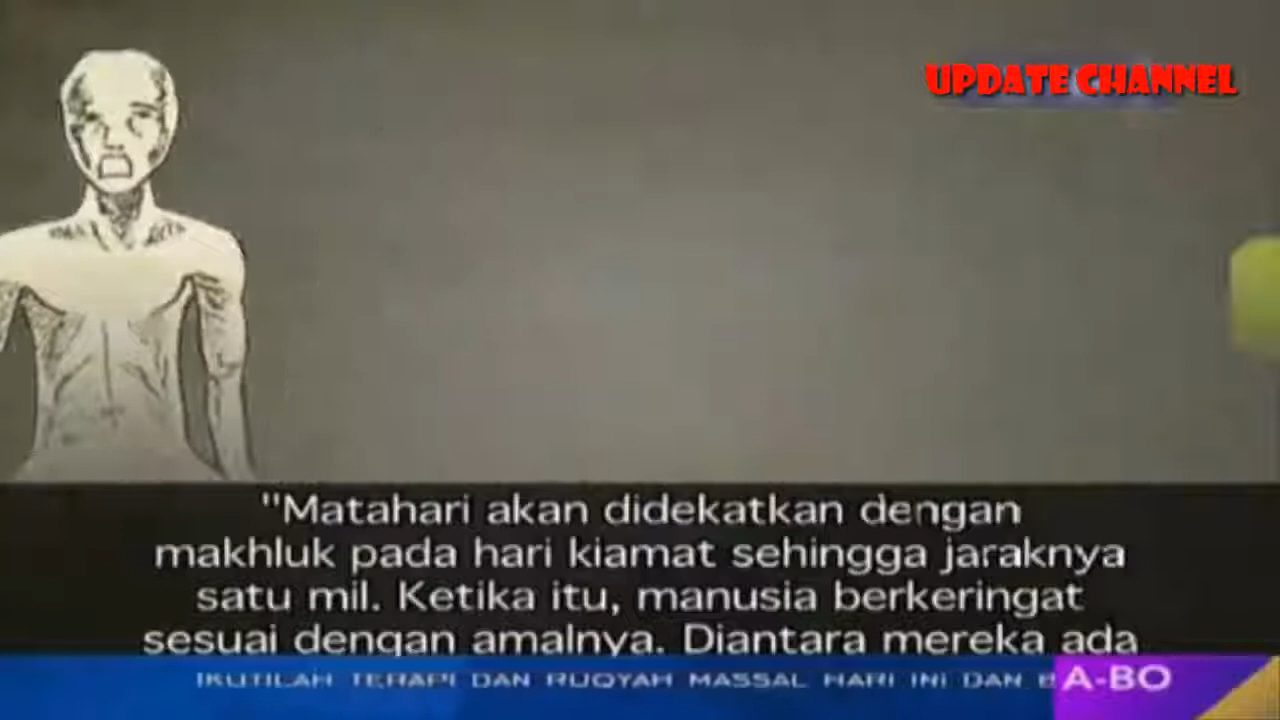 UPDATE CHANNEL
"Matahari akan didekatkan dengan
makhluk pada hari kiamat sehingga jaraknya
satu mil. Ketika itu, manusia berkeringat
sesuai dengan amalnya. Diantara mereka ada
IKUTILAH TERAPI DAN RUQYAH MASSAL HARI INI DAN
A-BO